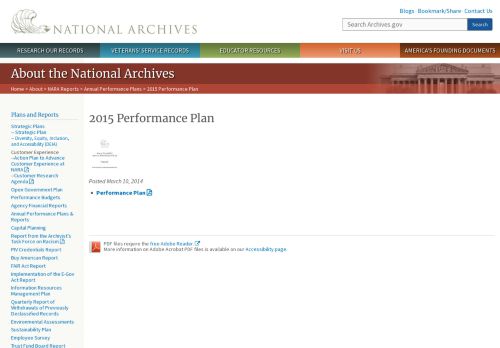 NATIONAL ARCHIVES
Blogs · Bookmark/Share · Contact Us
Search Archives.gov
Search
RESEARCH OUR RECORDS
VETERANS' SERVICE RECORDS
EDUCATOR RESOURCES
VISIT US
AMERICA'S FOUNDING DOCUMENTS
About the National Archives
Home > About > NARA Reports > Annual Performance Plans > 2015 Performance Plan
Plans and Reports
Strategic Plans
– Strategic Plan
– Diversity, Equity, Inclusion,
and Accessibility (DEIA)
Customer Experience
–Action Plan to Advance
Customer Experience at
NARA
–Customer Research
Agenda
Open Government Plan
Performance Budgets
Agency Financial Reports
Annual Performance Plans &
Reports
Capital Planning
Report from the Archivist's
Task Force on Racism
PIV Credentials Report
Buy American Report
FAIR Act Report
Implementation of the E-Gov
Act Report
Information Resources
Management Plan
Quarterly Report of
Withdrawals of Previously
Declassified Records
Environmental Assessments
Sustainability Plan
Employee Survey
Trust Fund Board Report
2015 Performance Plan
Posted March 10, 2014
• Performance Plan
PDF files require the free Adobe Reader.
More information on Adobe Acrobat PDF files is available on our Accessibility page.